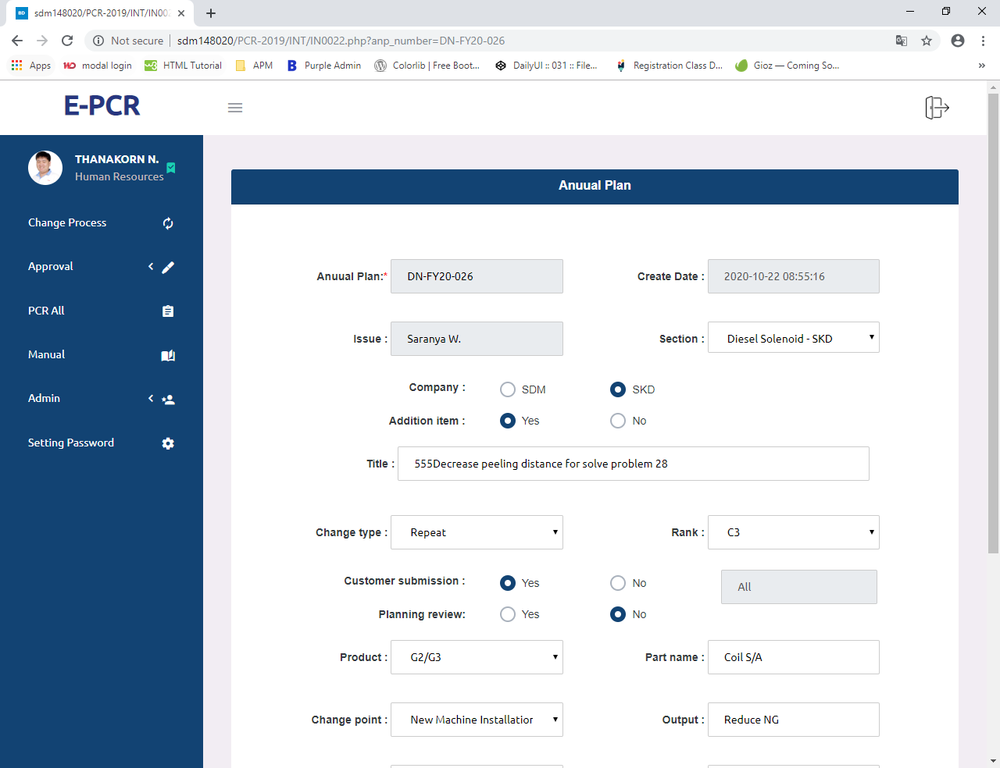 sdm148020/PCR-2019/INT/IN002
Not secure sdm148020/PCR-2019/INT/IN0022.php?anp_number=DN-FY20-026
Apps modal login HTML Tutorial APM Purple Admin Colorlib | Free Boot... DailyUI :: 031 :: File... Registration Class D... Gioz — Coming So... »
E-PCR
THANAKORN N.
Human Resources
Change Process
Approval
PCR All
Manual
Admin
Setting Password
Anuual Plan
Anuual Plan:* DN-FY20-026 Create Date : 2020-10-22 08:55:16
Issue : Saranya W. Section : Diesel Solenoid - SKD
Company : SDM SKD
Addition item : Yes No
Title : 555Decrease peeling distance for solve problem 28
Change type : Repeat Rank : C3
Customer submission : Yes No All
Planning review: Yes No
Product : G2/G3 Part name : Coil S/A
Change point : New Machine Installation Output : Reduce NG